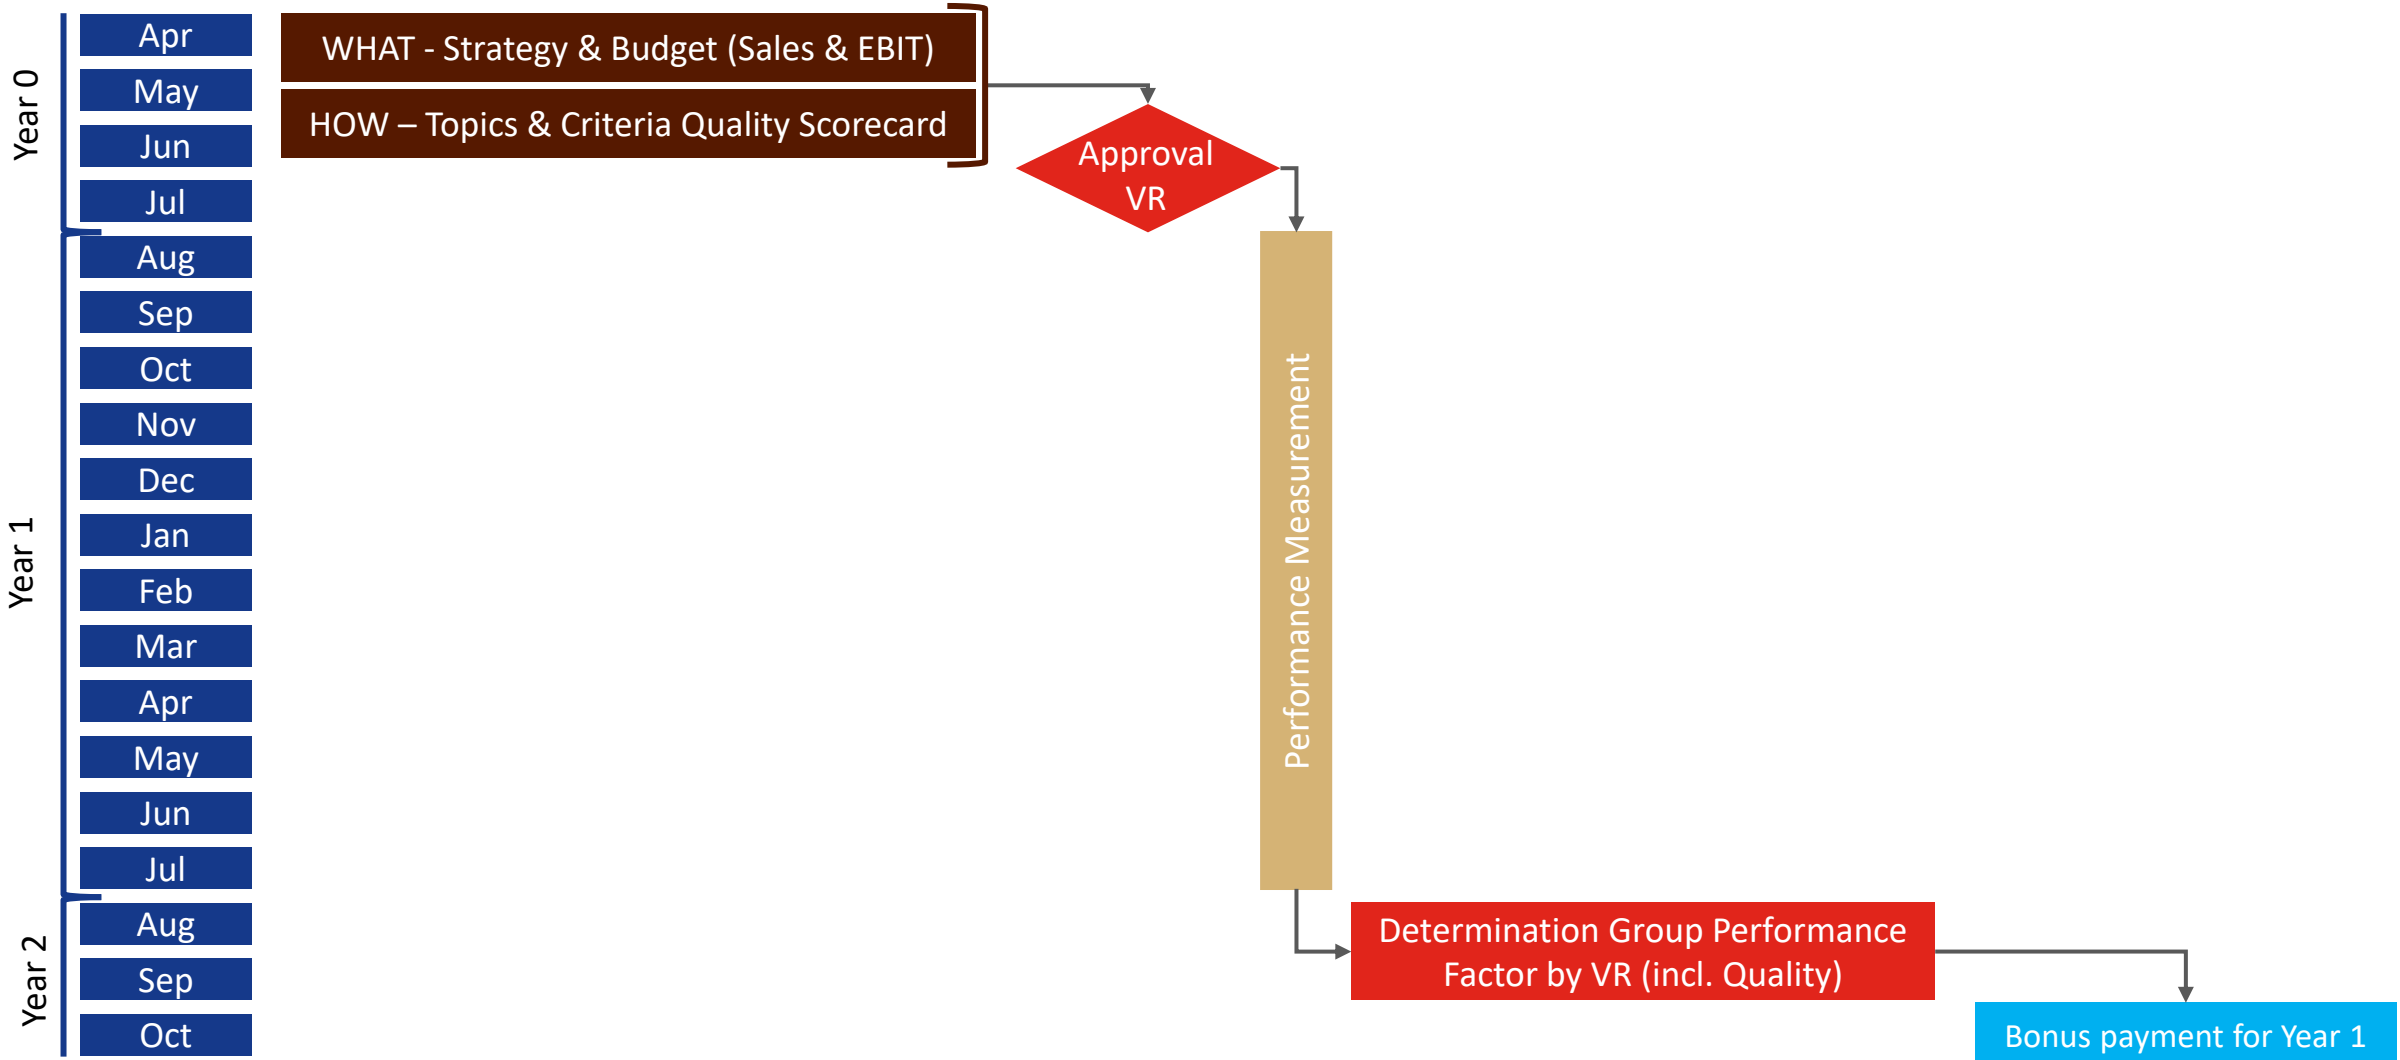 Year 0
Apr
May
Jun
Jul
Year 1
Aug
Sep
Oct
Nov
Dec
Jan
Feb
Mar
Apr
May
Jun
Jul
Year 2
Aug
Sep
Oct
WHAT - Strategy & Budget (Sales & EBIT)
HOW – Topics & Criteria Quality Scorecard
Approval
VR
Performance Measurement
Determination Group Performance
Factor by VR (incl. Quality)
Bonus payment for Year 1